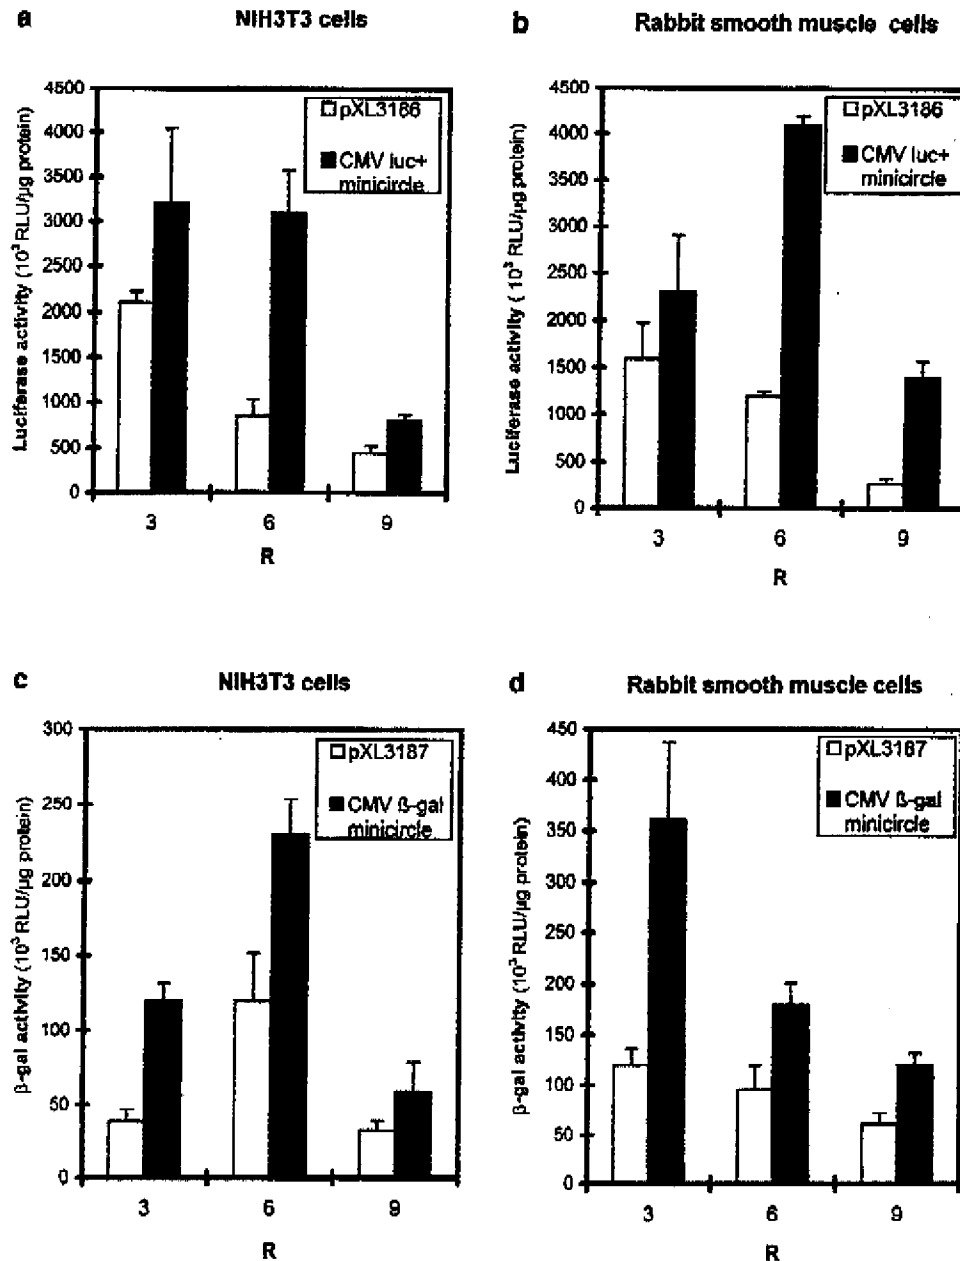 a
NIH3T3 cells
Luciferase activity (10³ RLU/µg protein)
4500
4000
3500
3000
2500
2000
1500
1000
500
0
pXL3186
CMV luc+
minicircle
3 6 9
R
b
Rabbit smooth muscle cells
Luciferase activity ( 10³ RLU/µg protein)
4500
4000
4500
3000
2500
2000
1500
1000
500
0
pXL3186
CMV luc+
minicircle
3 6 9
R
c
NIH3T3 cells
β-gal activity (10³ RLU/µg protein)
300
250
200
150
100
50
0
pXL3187
CMV ß-gal
minicircle
3 6 9
R
d
Rabbit smooth muscle cells
β-gal activity (10³ RLU/µg protein)
450
400
350
300
250
200
150
100
50
0
pXL3187
CMV ß-gal
minicircle
3 6 9
R